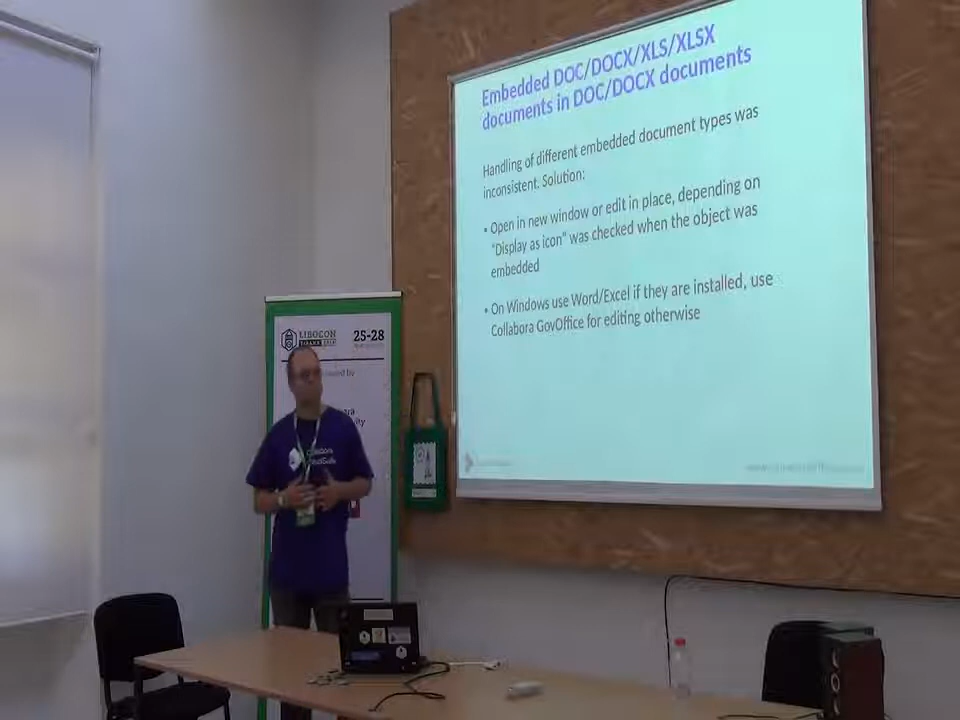 Embedded DOC/DOCX/XLS/XLSX
documents in DOC/DOCX documents
Handling of different embedded document types was
inconsistent. Solution:
• Open in new window or edit in place, depending on
"Display as icon" was checked when the object was
embedded
• On Windows use Word/Excel if they are installed, use
Collabora GovOffice for editing otherwise
LIBOCON
25-28